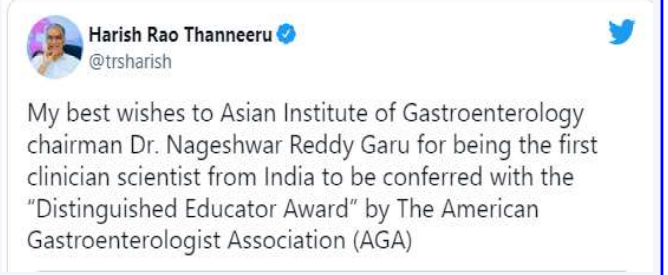 Harish Rao Thanneeru
@trsharish
My best wishes to Asian Institute of Gastroenterology
chairman Dr. Nageshwar Reddy Garu for being the first
clinician scientist from India to be conferred with the
“Distinguished Educator Award” by The American
Gastroenterologist Association (AGA)